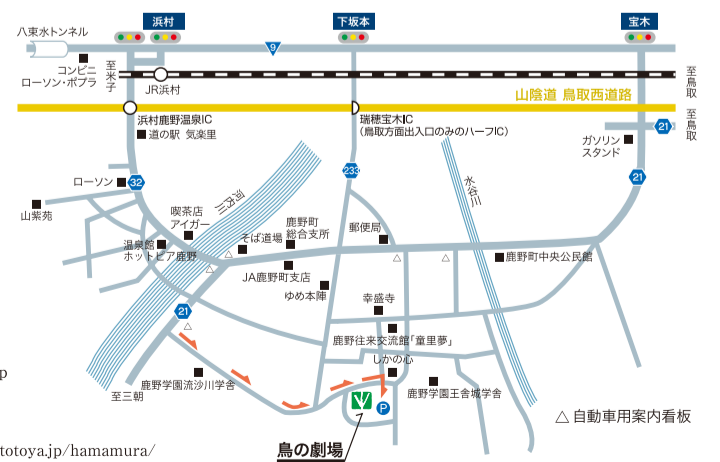 浜村
下坂本
宝木
八束水トンネル
9
コンビニ
ローソン・ポプラ
至米子
JR浜村
至鳥取
山陰道 鳥取西道路
至鳥取
浜村鹿野温泉IC
道の駅 気楽里
瑞穂宝木IC
(鳥取方面出入口のみのハーフIC)
21
ガソリン
スタンド
ローソン
32
233
21
山紫苑
喫茶店
アイガー
河内川
水谷川
温泉館
ホットピア鹿野
そば道場
鹿野町
総合支所
郵便局
JA鹿野町支店
鹿野町中央公民館
ゆめ本陣
21
幸盛寺
鹿野往来交流館「童里夢」
しかの心
至三朝
鹿野学園流沙川学舎
鹿野学園王舎城学舎
P
p
△自動車用案内看板
鳥の劇場
totoya.jp/hamamura/